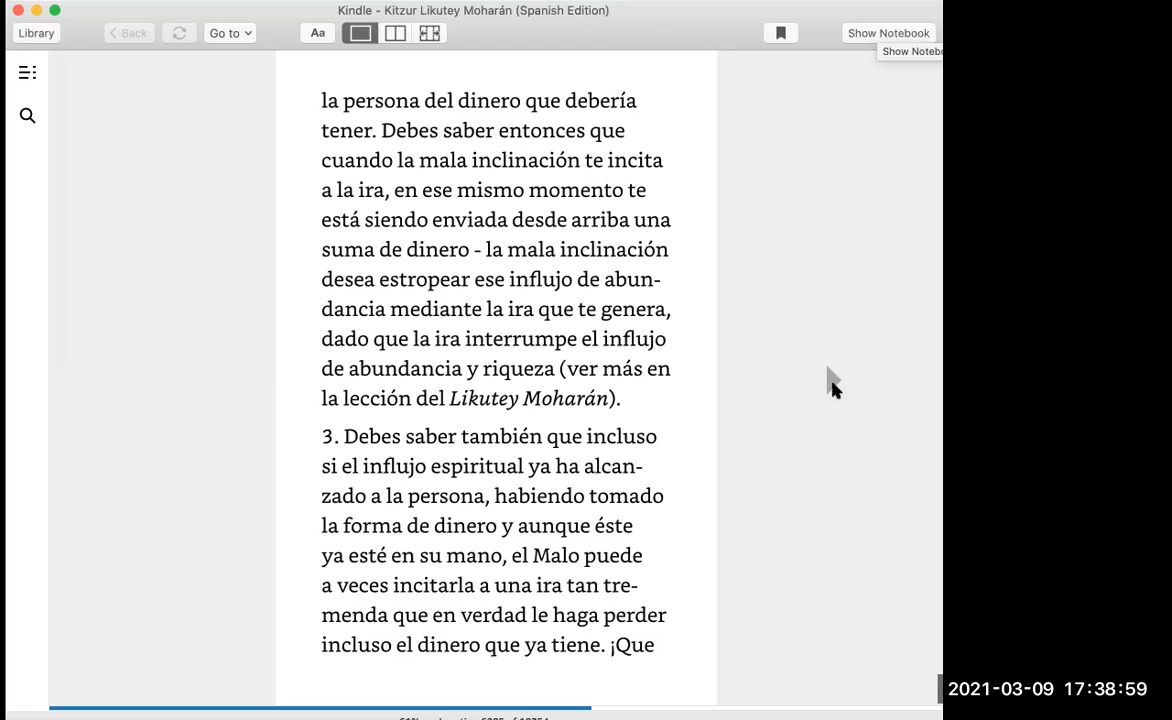 Kindle - Kitzur Likutey Moharán (Spanish Edition)
Library
Back
Go to
Aa
Show Notebook
Show Notebo
la persona del dinero que debería
tener. Debes saber entonces que
cuando la mala inclinación te incita
a la ira, en ese mismo momento te
está siendo enviada desde arriba una
suma de dinero - la mala inclinación
desea estropear ese influjo de abun-
dancia mediante la ira que te genera,
dado que la ira interrumpe el influjo
de abundancia y riqueza (ver más en
la lección del Likutey Moharán).
3. Debes saber también que incluso
si el influjo espiritual ya ha alcan-
zado a la persona, habiendo tomado
la forma de dinero y aunque éste
ya esté en su mano, el Malo puede
a veces incitarla a una ira tan tre-
menda que en verdad le haga perder
incluso el dinero que ya tiene. ¡Que
2021-03-09 17:38:59